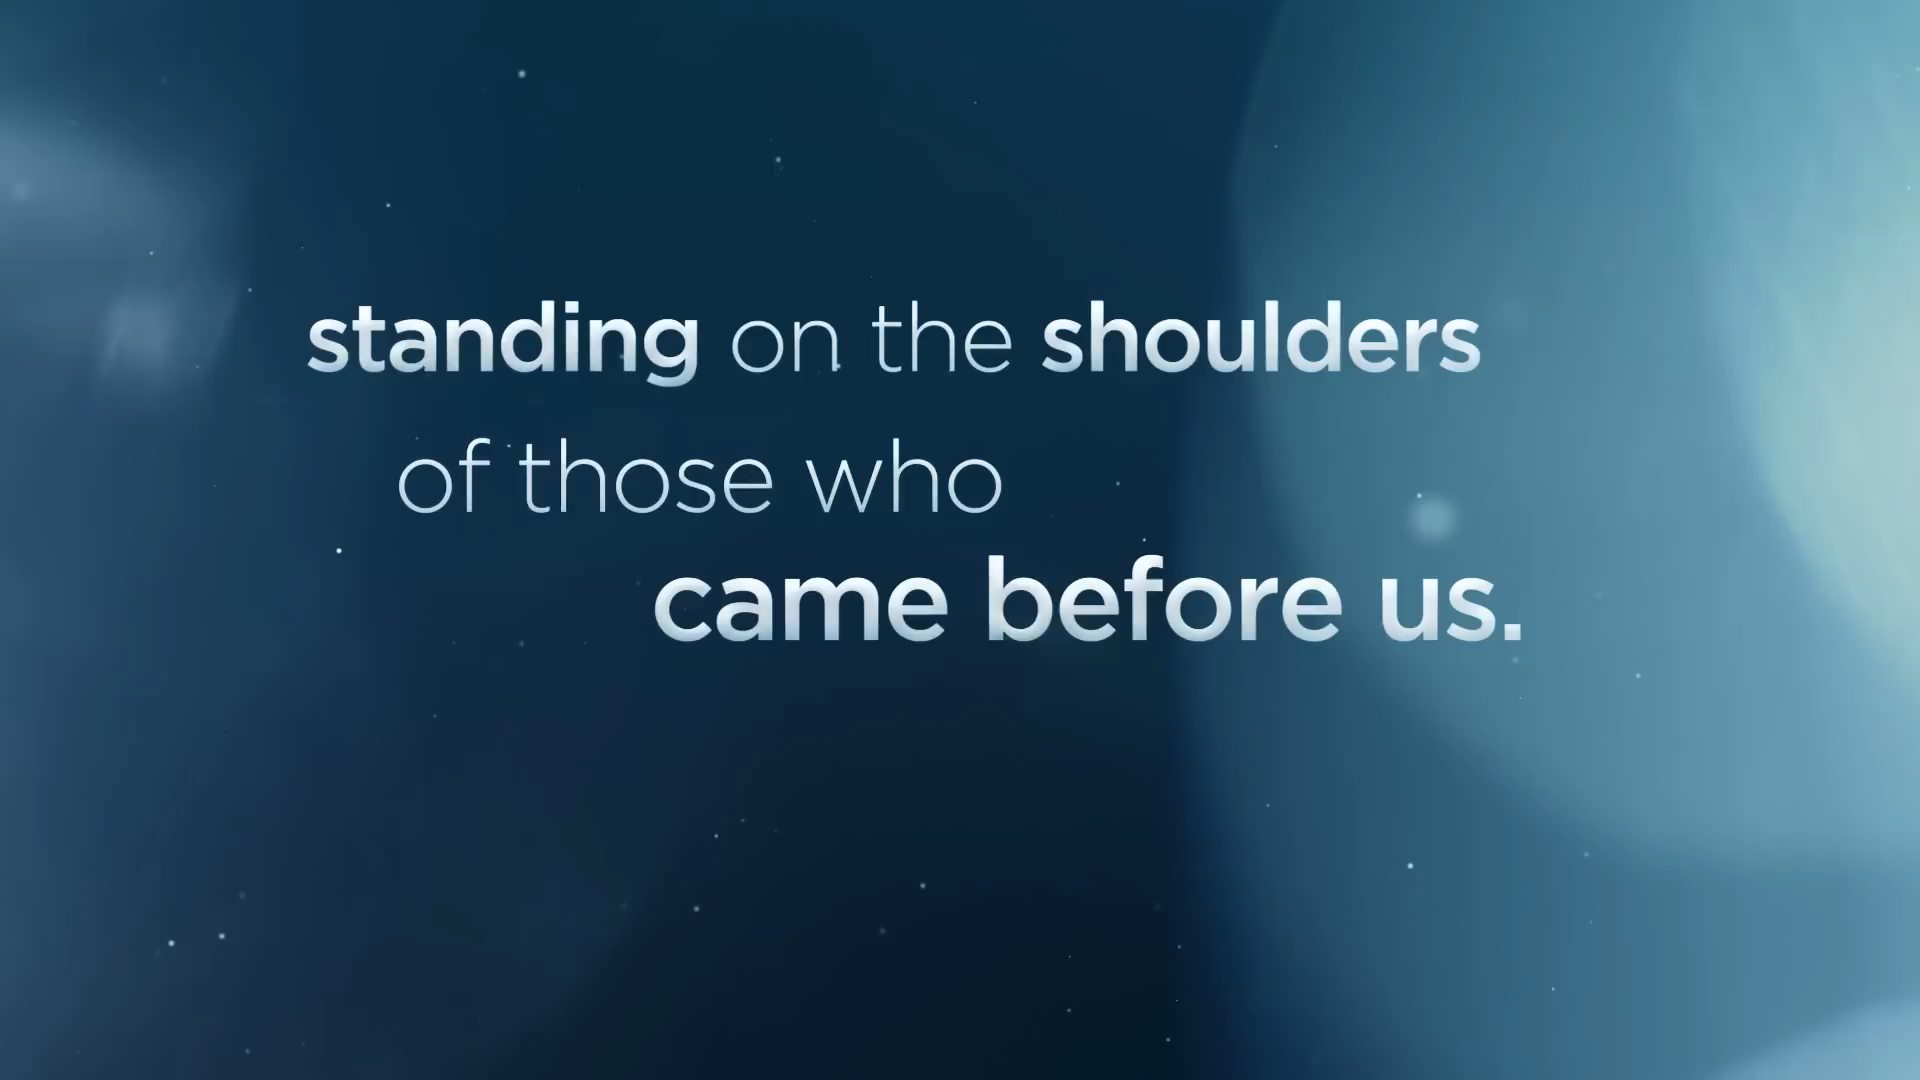 standing on the shoulders
of those who
came before us.